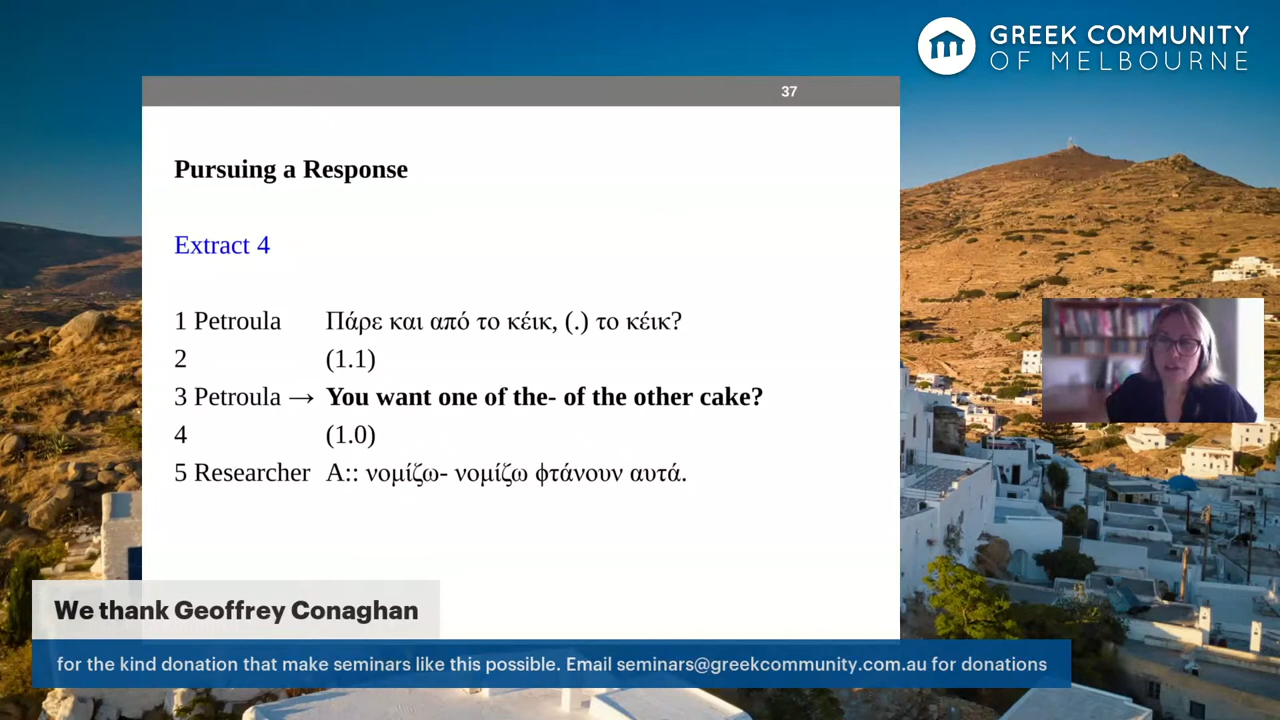 GREEK COMMUNITY
OF MELBOURNE
37
Pursuing a Response
Extract 4
1 Petroula Πάρε και από το κέικ, (.) το κέικ?
2 (1.1)
3 Petroula → You want one of the- of the other cake?
4 (1.0)
5 Researcher Α:: νομίζω- νομίζω φτάνουν αυτά.
We thank Geoffrey Conaghan
for the kind donation that make seminars like this possible. Email seminars@greekcommunity.com.au for donations